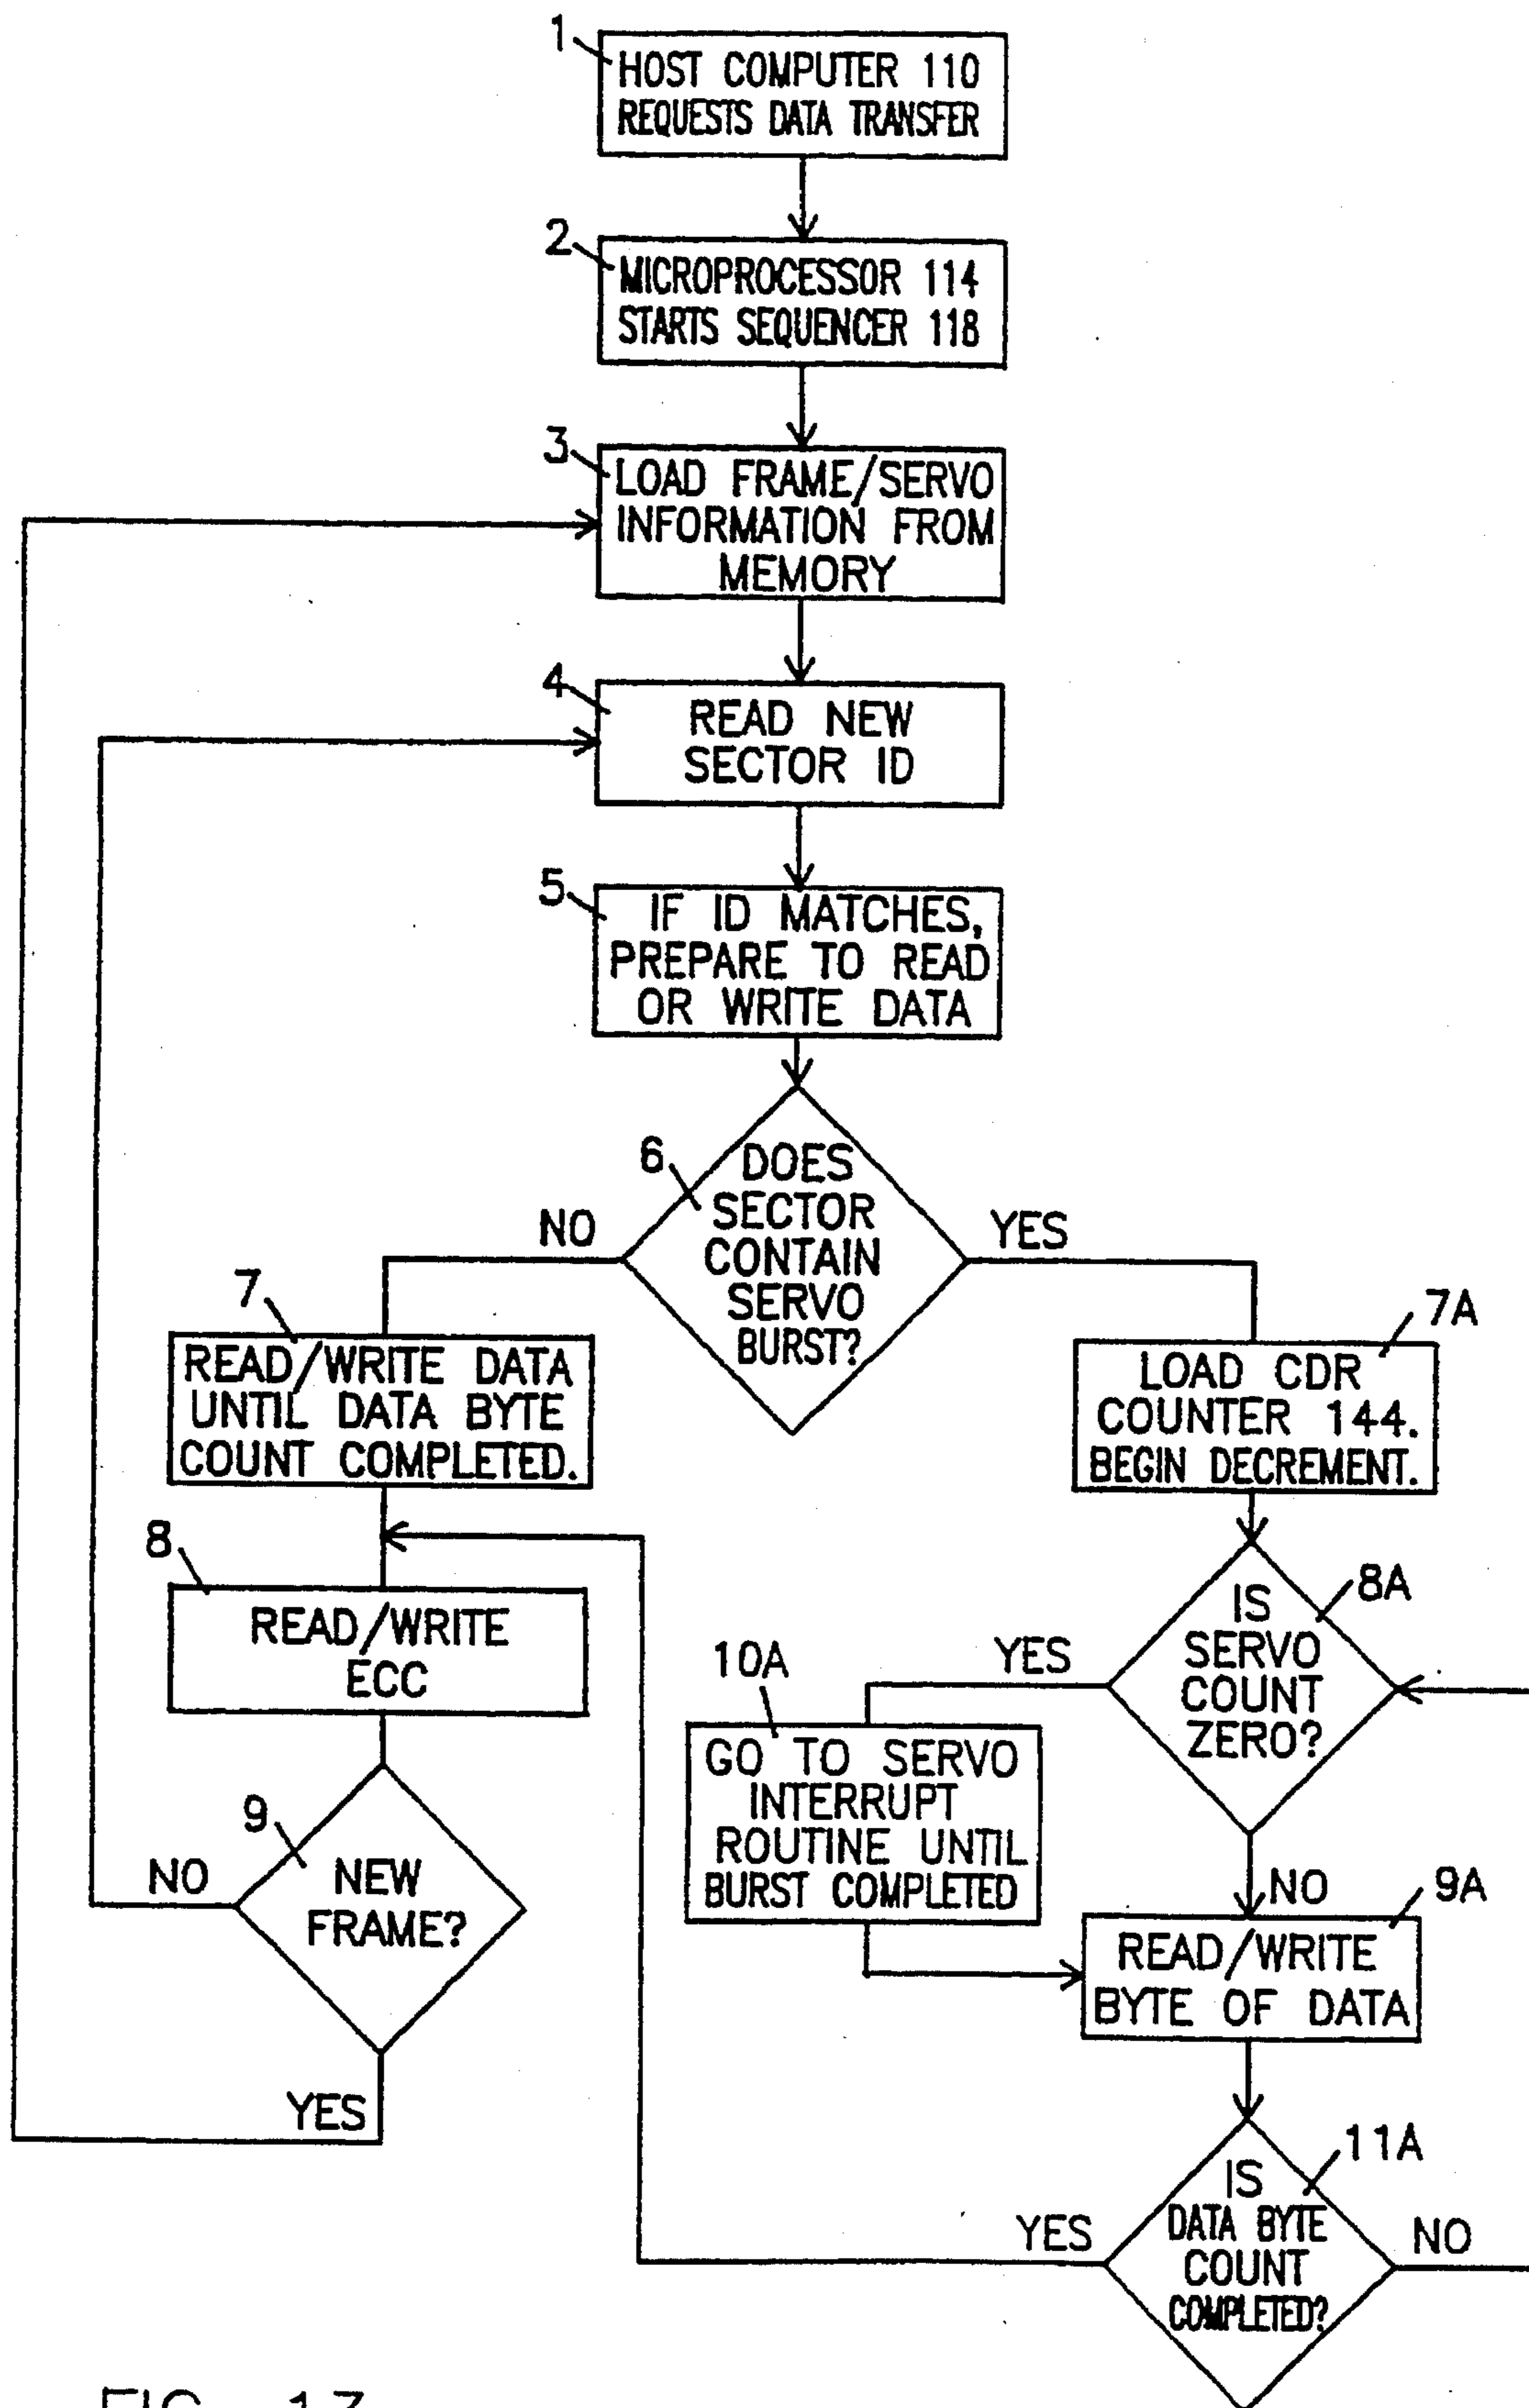 1
HOST COMPUTER 110
REQUESTS DATA TRANSFER
2
MICROPROCESSOR 114
STARTS SEQUENCER 118
3
LOAD FRAME/SERVO
INFORMATION FROM
MEMORY
4
READ NEW
SECTOR ID
5
IF ID MATCHES,
PREPARE TO READ
OR WRITE DATA
6
DOES
SECTOR
CONTAIN
SERVO
BURST?
NO
YES
7
READ/WRITE DATA
UNTIL DATA BYTE
COUNT COMPLETED.
7A
LOAD CDR
COUNTER 144.
BEGIN DECREMENT.
8
READ/WRITE
ECC
8A
IS
SERVO
COUNT
ZERO?
YES
NO
10A
GO TO SERVO
INTERRUPT
ROUTINE UNTIL
BURST COMPLETED
9
NEW
FRAME?
NO
YES
9A
READ/WRITE
BYTE OF DATA
11A
IS
DATA BYTE
COUNT
COMPLETED?
YES
NO
FIG. 17